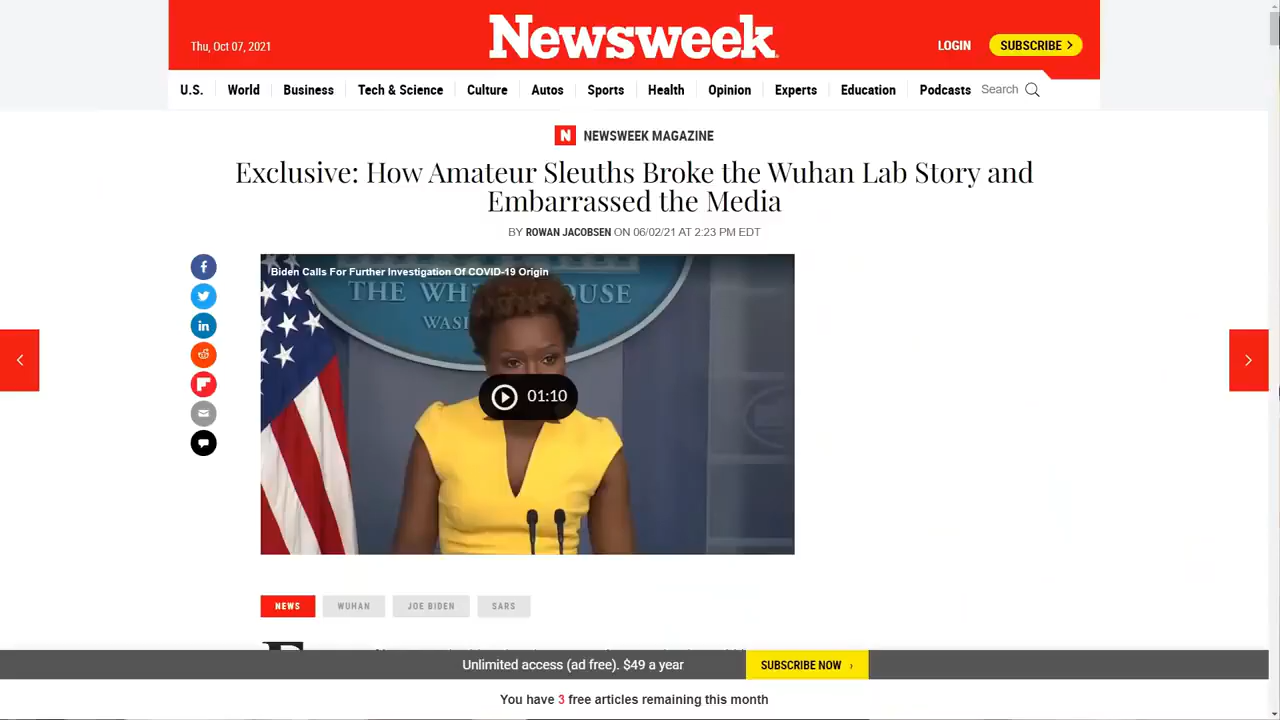 Thu, Oct 07, 2021
Newsweek
LOGIN
SUBSCRIBE
U.S.
World
Business
Tech & Science
Culture
Autos
Sports
Health
Opinion
Experts
Education
Podcasts
Search
N NEWSWEEK MAGAZINE
Exclusive: How Amateur Sleuths Broke the Wuhan Lab Story and
Embarrassed the Media
BY ROWAN JACOBSEN ON 06/02/21 AT 2:23 PM EDT
Biden Calls For Further Investigation Of COVID-19 Origin
THE WH USE
WAS
01:10
NEWS
WUHAN
JOE BIDEN
SARS
Unlimited access (ad free). $49 a year
SUBSCRIBE NOW
You have 3 free articles remaining this month